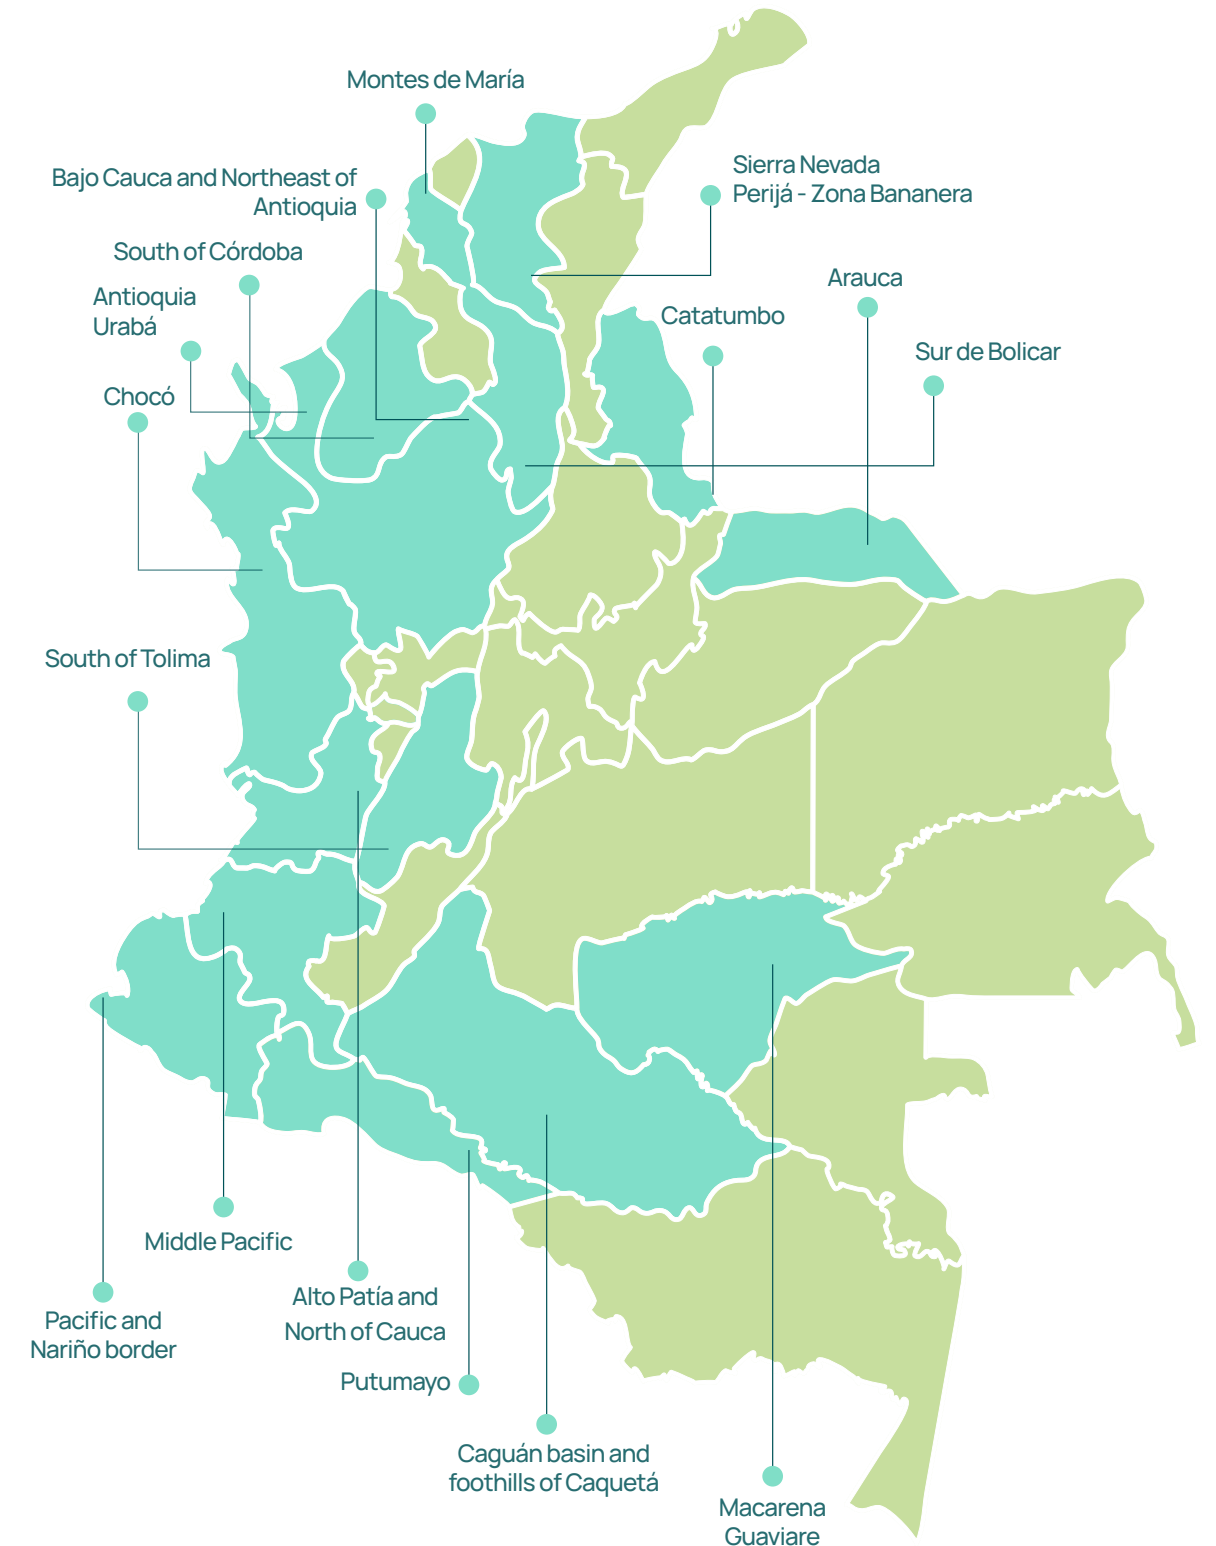 Montes de María
Bajo Cauca and Northeast of
Antioquia
Sierra Nevada
Perijá - Zona Bananera
South of Córdoba
Arauca
Antioquia
Urabá
Catatumbo
Sur de Bolicar
Chocó
South of Tolima
Middle Pacific
Alto Patía and
North of Cauca
Pacific and
Nariño border
Putumayo
Caguán basin and
foothills of Caquetá
Macarena
Guaviare